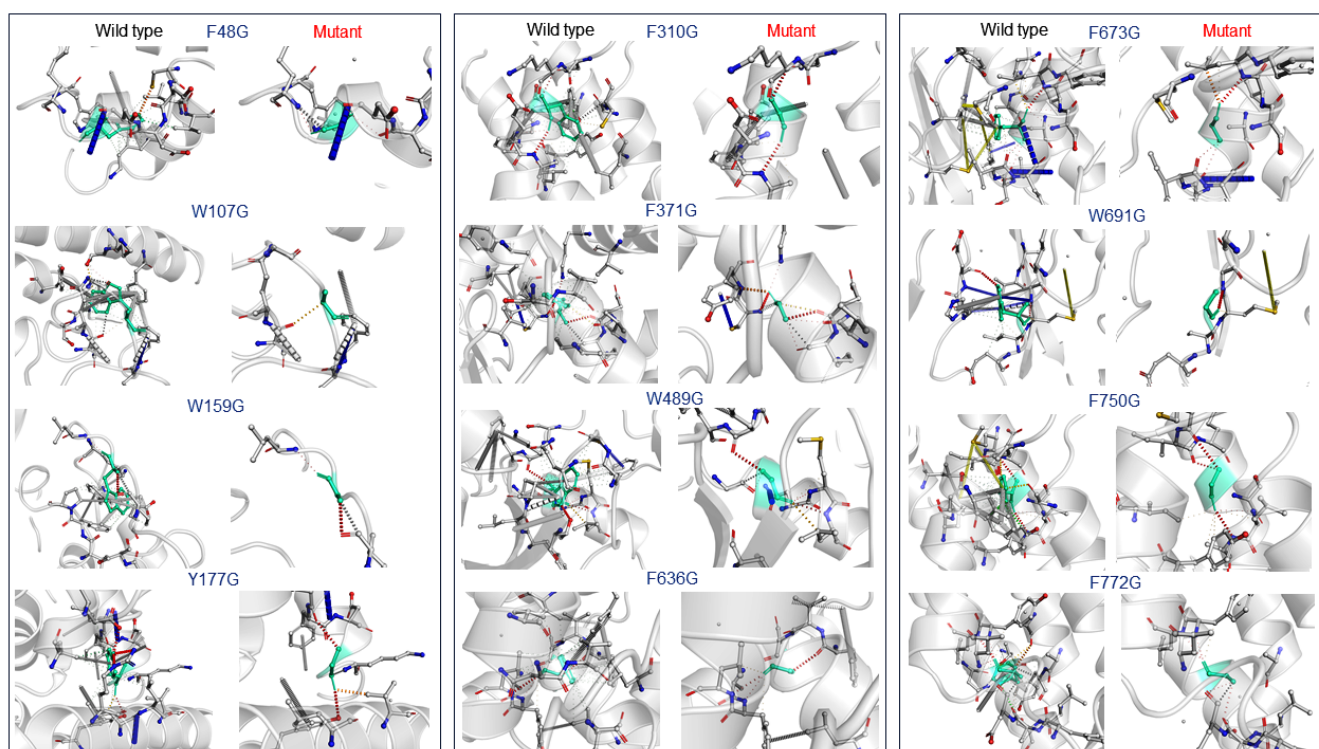 Wild type F48G Mutant
W107G
W159G
Y177G
Wild type F310G Mutant
F371G
W489G
F636G
Wild type F673G Mutant
W691G
F750G
F772G